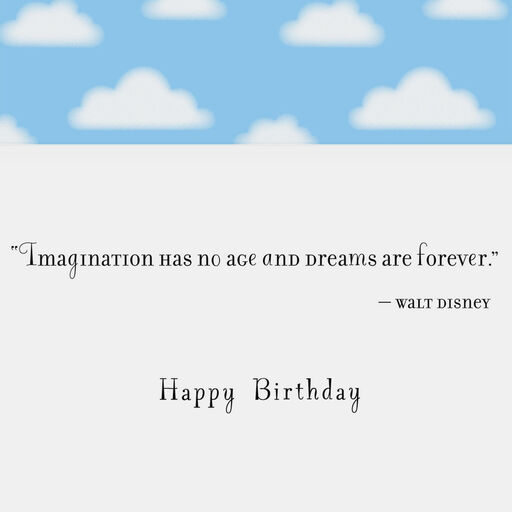 “Imagination has no age and dreams are forever.”
— Walt Disney
Happy Birthday